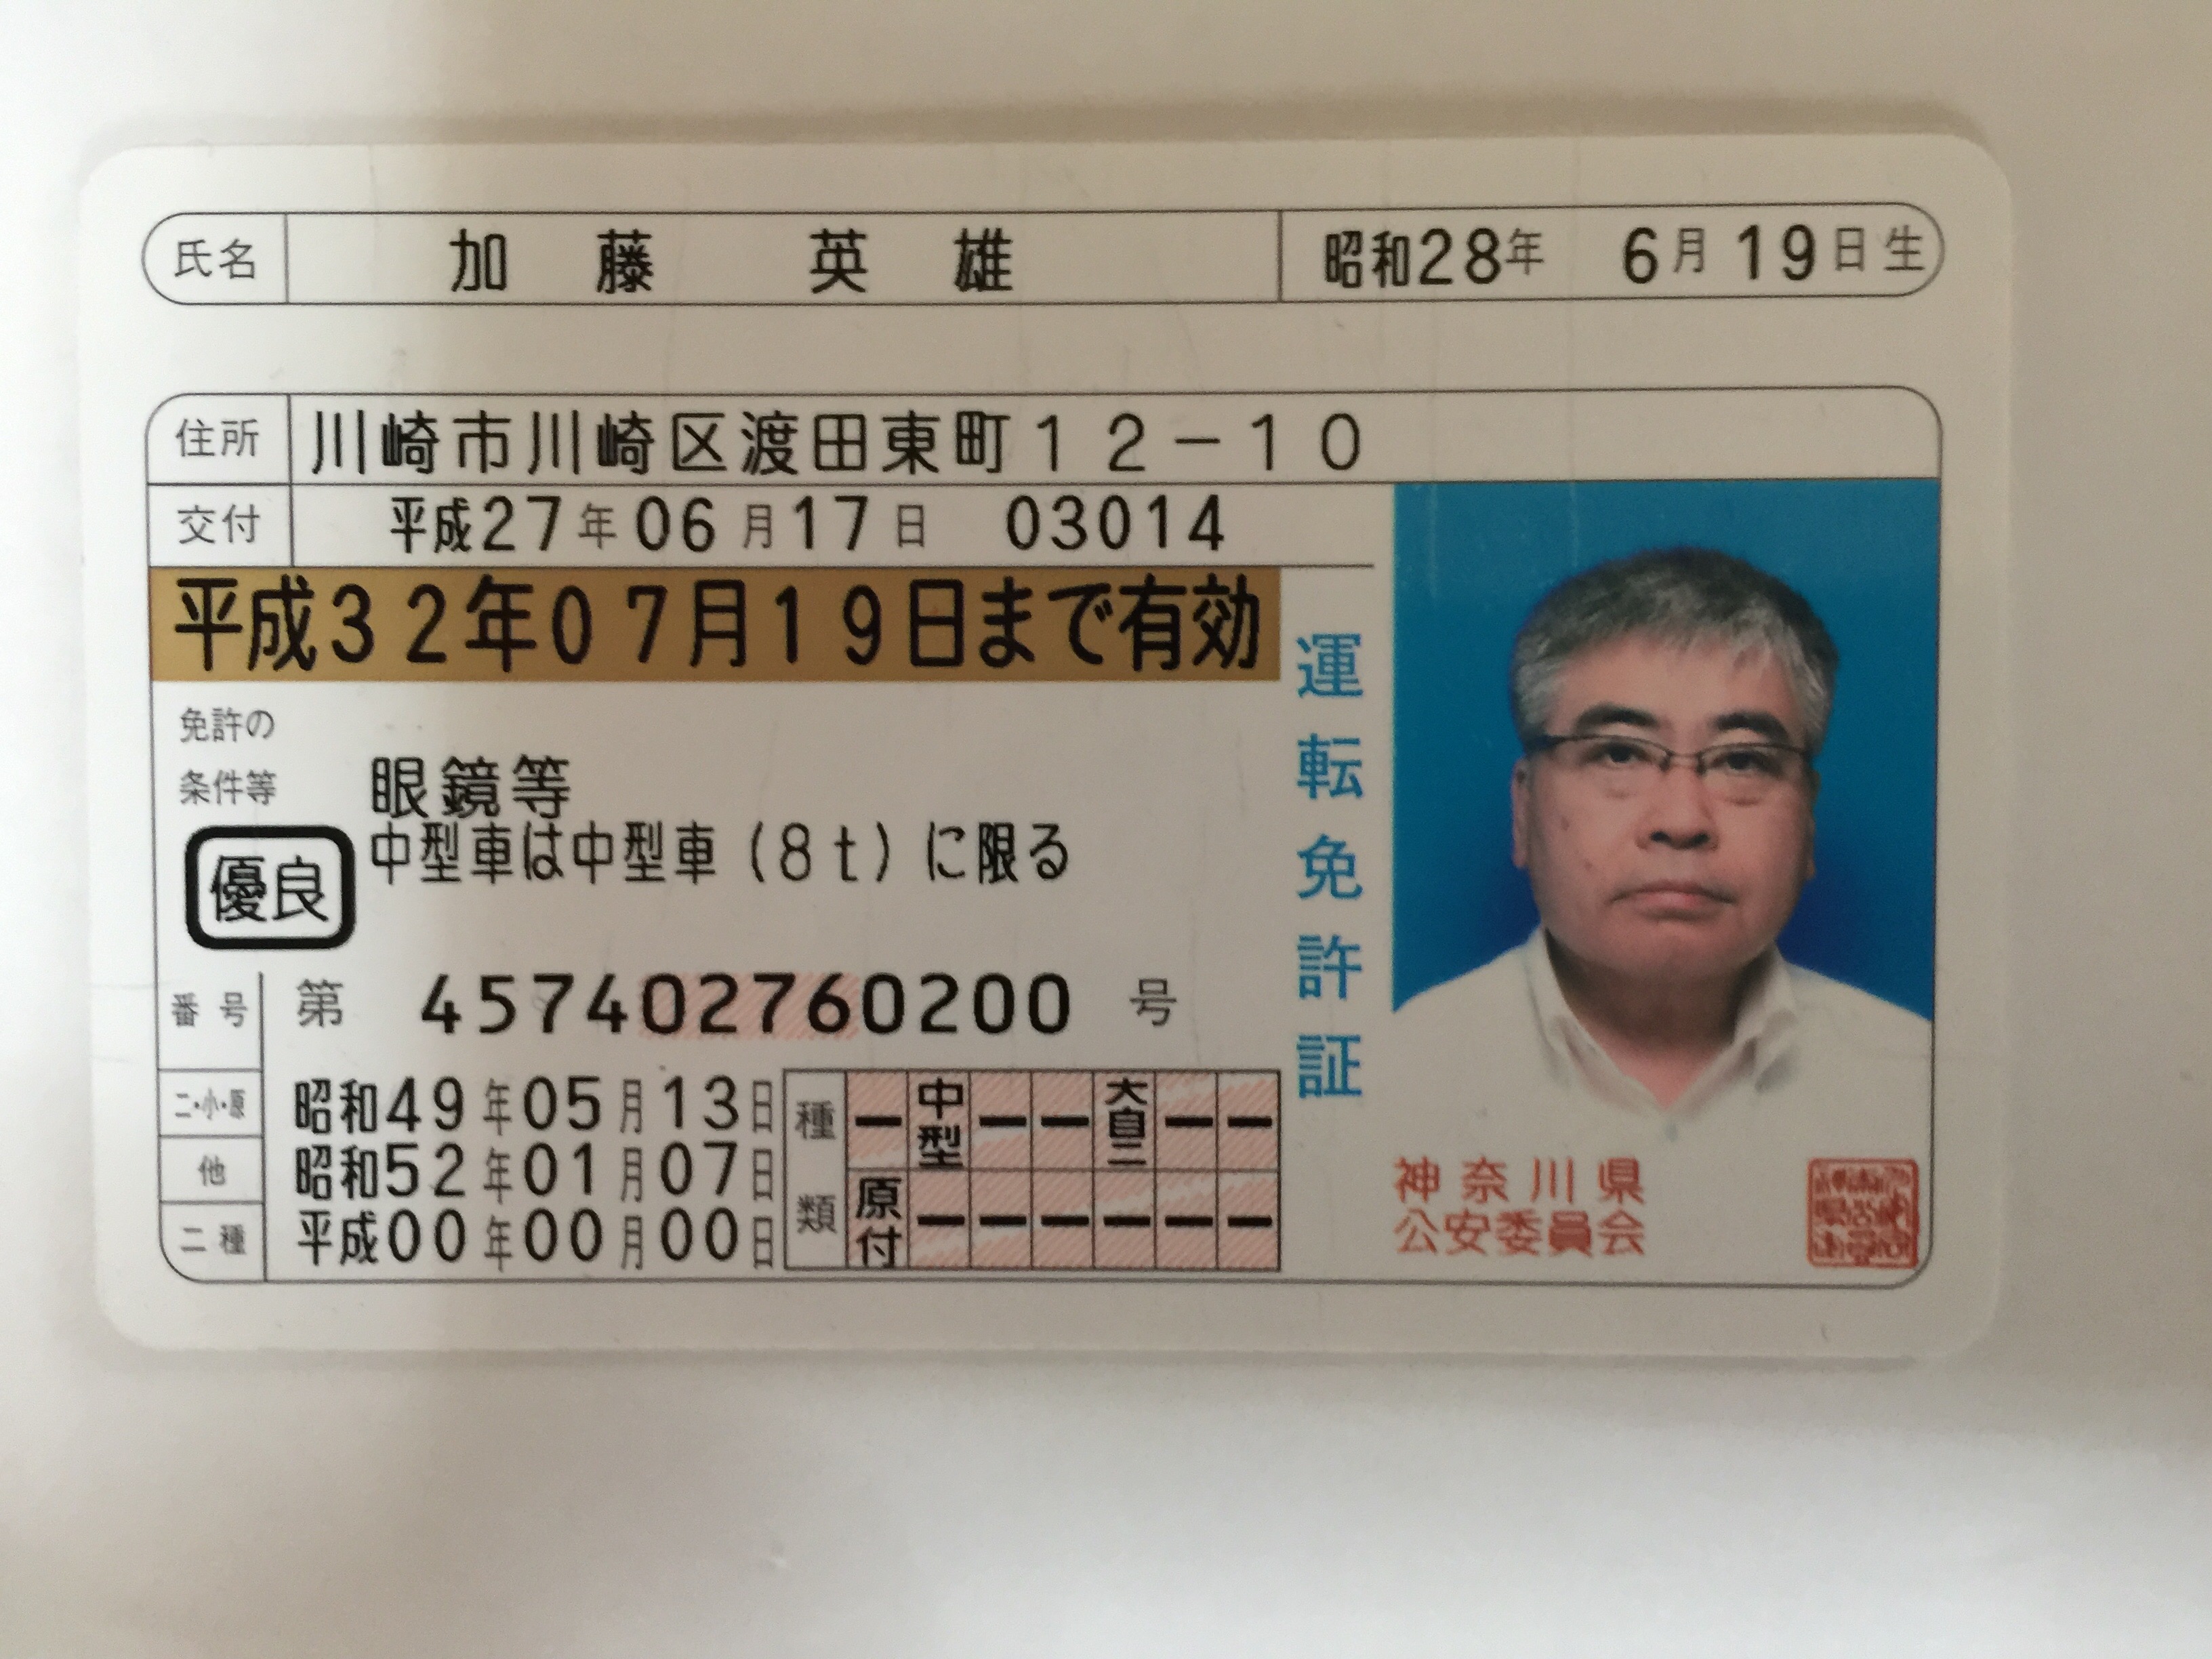 氏名 加藤 英雄 昭和28年 6月19日生
住所 川崎市川崎区渡田東町12-10
交付 平成27年06月17日 03014
平成32年07月19日まで有効
免許の
条件等 眼鏡等
中型車は中型車(8t)に限る
優良
番号 第 457402760200 号
二・小・原 昭和49年05月13日
他 昭和52年01月07日
二種 平成00年00月00日
種類 ー 中型 ー ー 大自二 ー ー
原付 ー ー ー ー ー ー
運転免許証
神奈川県
公安委員会